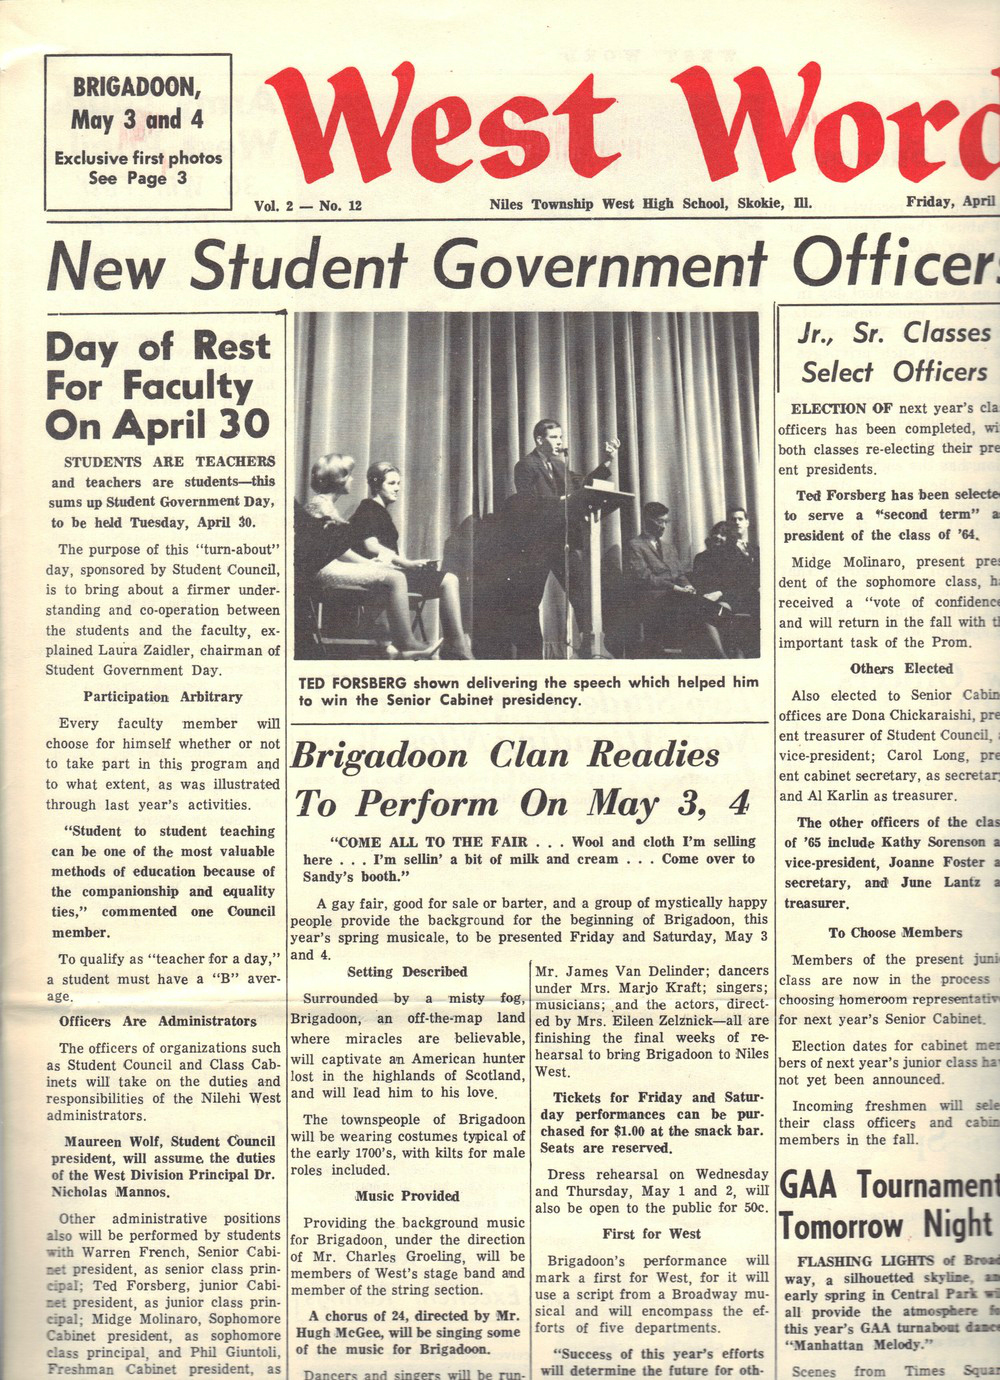 BRIGADOON,
May 3 and 4
Exclusive first photos
See Page 3
West Word
Vol. 2 — No. 12
Niles Township West High School, Skokie, Ill.
Friday, April
New Student Government Officers
Day of Rest
For Faculty
On April 30
STUDENTS ARE TEACHERS
and teachers are students—this
sums up Student Government Day,
to be held Tuesday, April 30.
The purpose of this "turn-about"
day, sponsored by Student Council,
is to bring about a firmer under-
standing and co-operation between
the students and the faculty, ex-
plained Laura Zaidler, chairman of
Student Government Day.
Participation Arbitrary
Every faculty member will
choose for himself whether or not
to take part in this program and
to what extent, as was illustrated
through last year's activities.
"Student to student teaching
can be one of the most valuable
methods of education because of
the companionship and equality
ties," commented one Council
member.
To qualify as "teacher for a day,"
a student must have a "B" aver-
age.
Officers Are Administrators
The officers of organizations such
as Student Council and Class Cab-
inets will take on the duties and
responsibilities of the Nilehi West
administrators.
Maureen Wolf, Student Council
president, will assume the duties
of the West Division Principal Dr.
Nicholas Mannos.
Other administrative positions
also will be performed by students
with Warren French, Senior Cabi-
net president, as senior class prin-
cipal; Ted Forsberg, junior Cabi-
net president, as junior class prin-
cipal; Midge Molinaro, Sophomore
Cabinet president, as sophomore
class principal, and Phil Giuntoli,
Freshman Cabinet president, as
TED FORSBERG shown delivering the speech which helped him
to win the Senior Cabinet presidency.
Brigadoon Clan Readies
To Perform On May 3, 4
"COME ALL TO THE FAIR . . . Wool and cloth I'm selling
here . . . I'm sellin' a bit of milk and cream . . . Come over to
Sandy's booth."
A gay fair, good for sale or barter, and a group of mystically happy
people provide the background for the beginning of Brigadoon, this
year's spring musicale, to be presented Friday and Saturday, May 3
and 4.
Setting Described
Surrounded by a misty fog,
Brigadoon, an off-the-map land
where miracles are believable,
will captivate an American hunter
lost in the highlands of Scotland,
and will lead him to his love.
The townspeople of Brigadoon
will be wearing costumes typical of
the early 1700's, with kilts for male
roles included.
Music Provided
Providing the background music
for Brigadoon, under the direction
of Mr. Charles Groeling, will be
members of West's stage band and
member of the string section.
A chorus of 24, directed by Mr.
Hugh McGee, will be singing some
of the music for Brigadoon.
Dancers and singers will be run-
Mr. James Van Delinder; dancers
under Mrs. Marjo Kraft; singers;
musicians; and the actors, direct-
ed by Mrs. Eileen Zelznick—all are
finishing the final weeks of re-
hearsal to bring Brigadoon to Niles
West.
Tickets for Friday and Satur-
day performances can be pur-
chased for $1.00 at the snack bar.
Seats are reserved.
Dress rehearsal on Wednesday
and Thursday, May 1 and 2, will
also be open to the public for 50c.
First for West
Brigadoon's performance will
mark a first for West, for it will
use a script from a Broadway mu-
sical and will encompass the ef-
forts of five departments.
"Success of this year's efforts
will determine the future for oth-
Jr., Sr. Classes
Select Officers
ELECTION OF next year's cla
officers has been completed, wi
both classes re-electing their pre
ent presidents.
Ted Forsberg has been selecte
to serve a "second term" a
president of the class of '64.
Midge Molinaro, present pres
dent of the sophomore class, ha
received a "vote of confidence
and will return in the fall with th
important task of the Prom.
Others Elected
Also elected to Senior Cabin
offices are Dona Chickaraishi, pre
ent treasurer of Student Council,
vice-president; Carol Long, pre
ent cabinet secretary, as secretar
and Al Karlin as treasurer.
The other officers of the clas
of '65 include Kathy Sorenson a
vice-president, Joanne Foster a
secretary, and June Lantz a
treasurer.
To Choose Members
Members of the present juni
class are now in the process
choosing homeroom representativ
for next year's Senior Cabinet.
Election dates for cabinet mem
bers of next year's junior class hav
not yet been announced.
Incoming freshmen will sele
their class officers and cabin
members in the fall.
GAA Tournament
Tomorrow Night
FLASHING LIGHTS of Broad
way, a silhouetted skyline, an
early spring in Central Park wi
all provide the atmosphere fo
this year's GAA turnabout dance
"Manhattan Melody."
Scenes from Times Squar